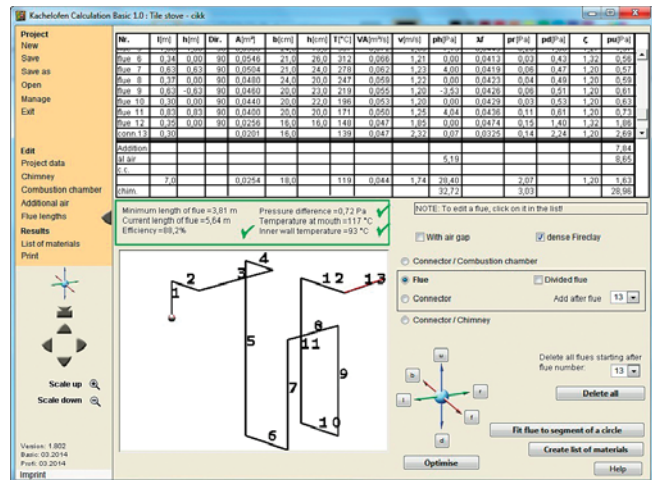 Kachelofen Calculation Basic 1.0 : Tile stove - cikk
Project
New
Save
Save as
Open
Manage
Exit
Edit
Project data
Chimney
Combustion chamber
Additional air
Flue lengths
Results
List of materials
Print
Scale up
Scale down
Version: 1.802
Basic: 03.2014
Profi: 03.2014
Imprint
Nr. l[m] h[m] Dir. A[m²] b[cm] h[cm] T[°C] VA[m³/s] v[m/s] ph[Pa] λf pr[Pa] pd[Pa] ζ pu[Pa]
flue 6 0,34 0,00 90 0,0546 21,0 26,0 312 0,066 1,21 0,00 0,0413 0,03 0,43 1,32 0,56
flue 7 0,63 0,63 90 0,0504 21,0 24,0 278 0,062 1,23 4,00 0,0419 0,06 0,47 1,20 0,57
flue 8 0,37 0,00 90 0,0480 24,0 20,0 247 0,059 1,22 0,00 0,0423 0,04 0,49 1,20 0,59
flue 9 0,63 -0,63 90 0,0460 20,0 23,0 219 0,055 1,20 -3,53 0,0426 0,06 0,51 1,20 0,61
flue 10 0,30 0,00 90 0,0440 20,0 22,0 196 0,053 1,20 0,00 0,0429 0,03 0,53 1,20 0,63
flue 11 0,83 0,83 90 0,0400 20,0 20,0 171 0,050 1,25 4,04 0,0436 0,11 0,61 1,20 0,73
flue 12 0,35 0,00 90 0,0256 16,0 16,0 148 0,047 1,85 0,00 0,0474 0,15 1,40 1,32 1,86
conn.13 0,30 0,0201 16,0 139 0,047 2,32 0,07 0,0325 0,14 2,24 1,20 2,69
Addition 7,84
al air 5,19 8,65
c.c.
7,0 0,0254 18,0 119 0,044 1,74 28,40 2,07 1,20 1,63
chim. 32,72 3,03 28,96
Minimum length of flue =3,81 m Pressure difference =0,72 Pa
Current length of flue =5,64 m Temperature at mouth =117 °C
Efficiency =88,2% Inner wall temperature =93 °C
NOTE: To edit a flue, click on it in the list!
With air gap dense Fireclay
Connector / Combustion chamber
Flue Divided flue
Connector Add after flue 13
Connector / Chimney
1
2
3
4
5
6
7
8
9
10
11
12
13
u
b
r
l
f
d
Delete all flues starting after
flue number: 13
Delete all
Fit flue to segment of a circle
Create list of materials
Optimise
Help